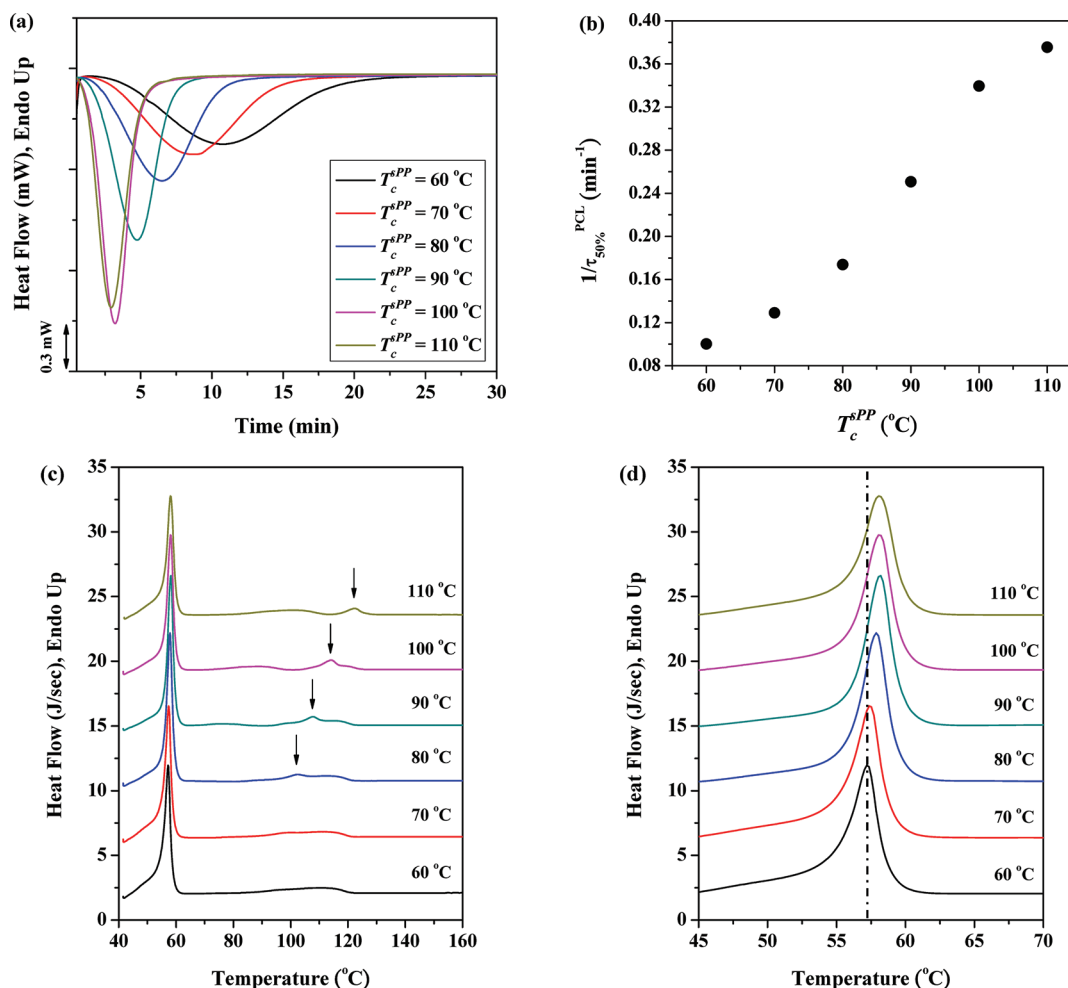 (a)
Heat Flow (mW), Endo Up
0.3 mW
T_c^sPP = 60 °C
T_c^sPP = 70 °C
T_c^sPP = 80 °C
T_c^sPP = 90 °C
T_c^sPP = 100 °C
T_c^sPP = 110 °C
5 10 15 20 25 30
Time (min)
(b)
1/τ_50%^PCL (min⁻¹)
0.40
0.36
0.32
0.28
0.24
0.20
0.16
0.12
0.08
60 70 80 90 100 110
T_c^sPP (°C)
(c)
Heat Flow (J/sec), Endo Up
35
30
25
20
15
10
5
0
110 °C
100 °C
90 °C
80 °C
70 °C
60 °C
40 60 80 100 120 140 160
Temperature (°C)
(d)
Heat Flow (J/sec), Endo Up
35
30
25
20
15
10
5
0
110 °C
100 °C
90 °C
80 °C
70 °C
60 °C
45 50 55 60 65 70
Temperature (°C)